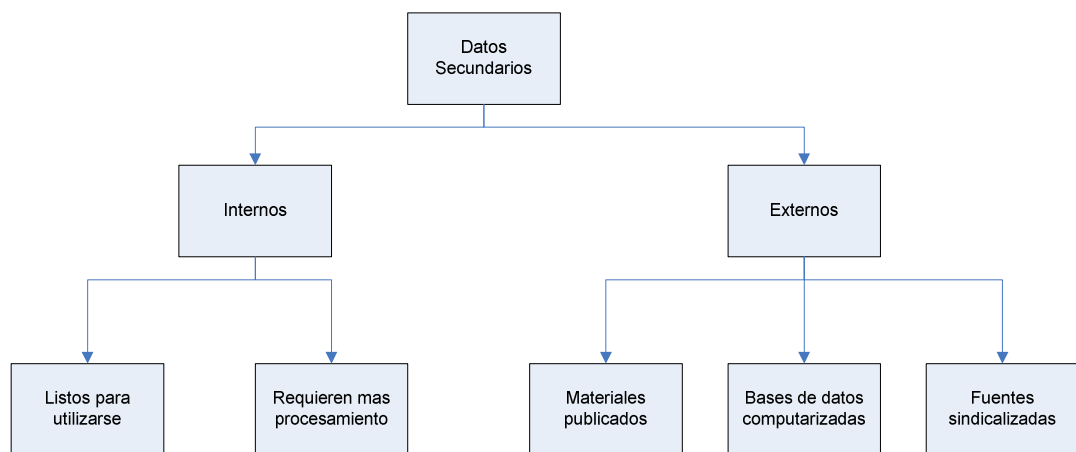 Datos
Secundarios
Internos
Externos
Listos para
utilizarse
Requieren mas
procesamiento
Materiales
publicados
Bases de datos
computarizadas
Fuentes
sindicalizadas